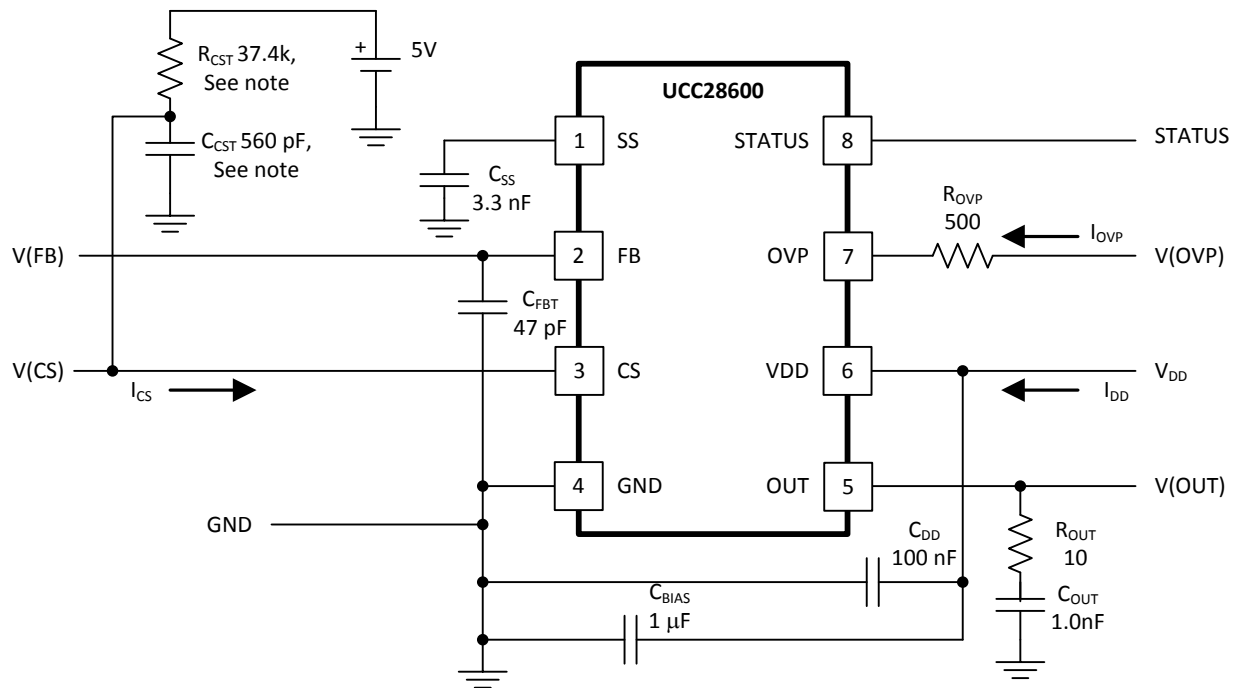 R_CST 37.4k,
See note
+
5V
C_CST 560 pF,
See note
UCC28600
1
SS
STATUS
8
STATUS
C_SS
3.3 nF
R_OVP
500
I_OVP
V(FB)
2
FB
OVP
7
V(OVP)
C_FBT
47 pF
V(CS)
3
CS
VDD
6
V_DD
I_CS
I_DD
4
GND
OUT
5
V(OUT)
GND
C_DD
100 nF
R_OUT
10
C_BIAS
1 μF
C_OUT
1.0nF